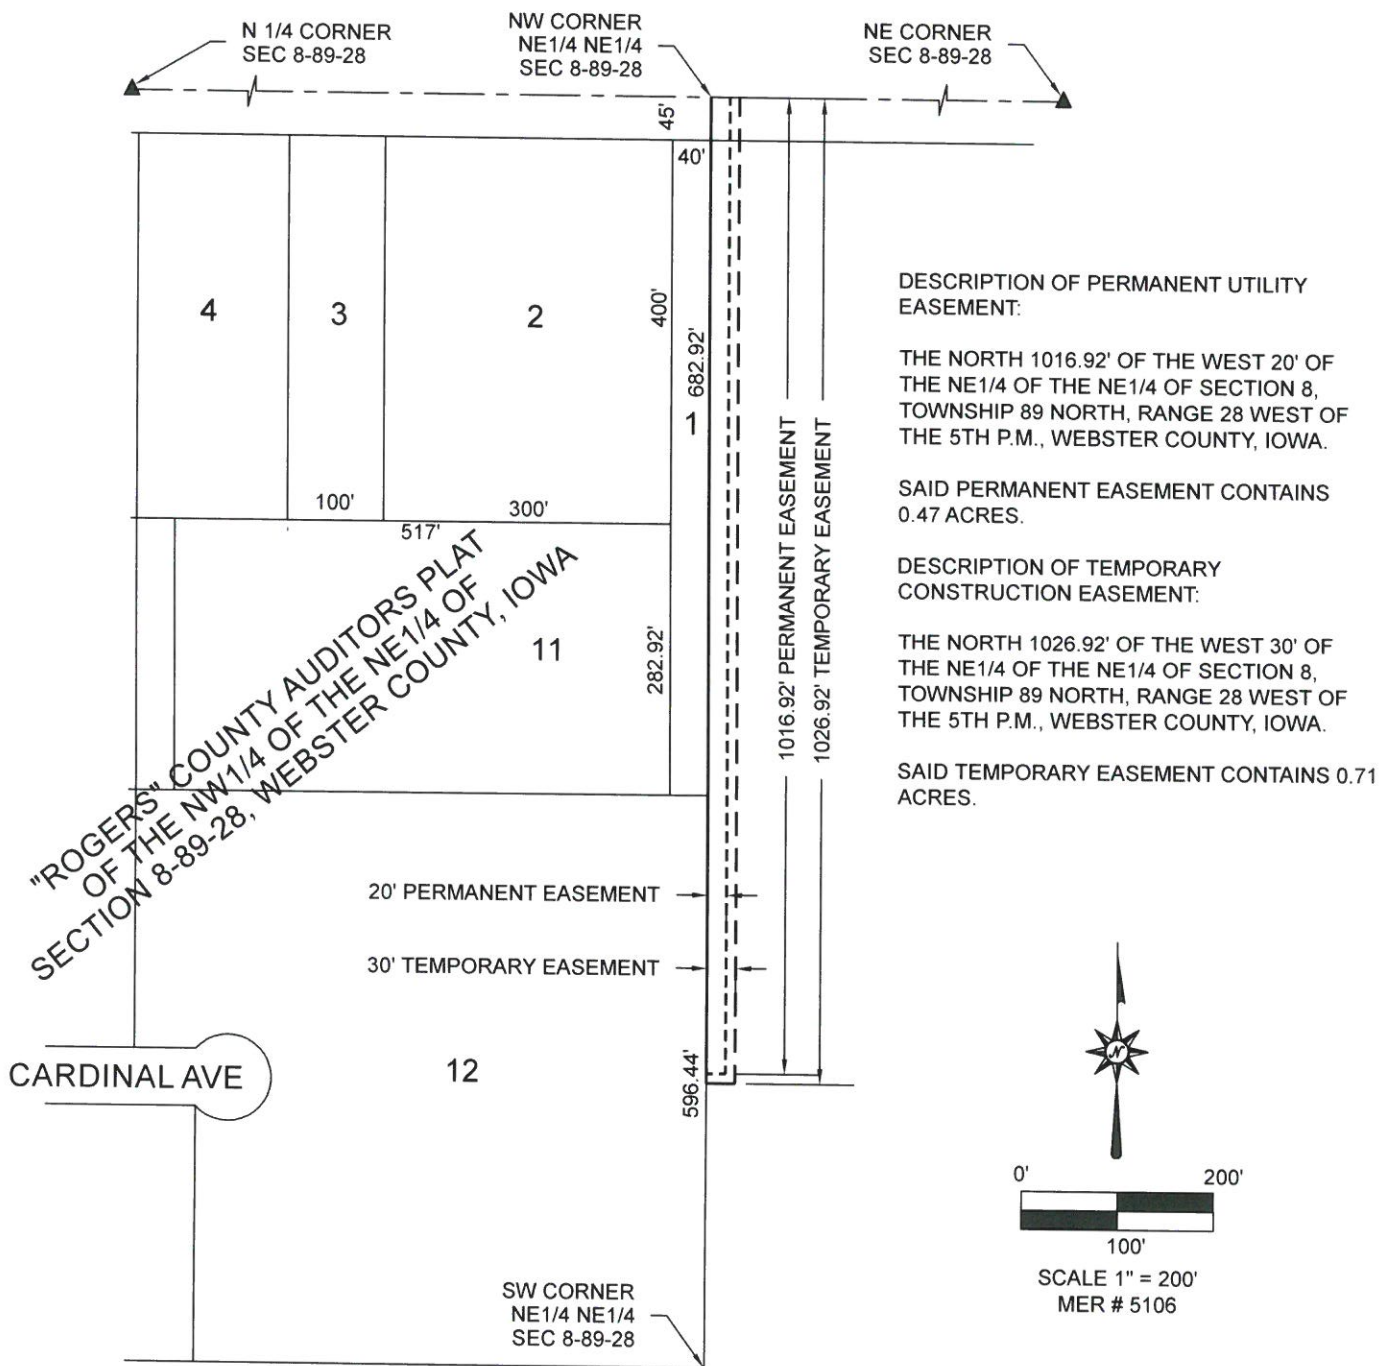 N 1/4 CORNER
SEC 8-89-28
NW CORNER
NE1/4 NE1/4
SEC 8-89-28
NE CORNER
SEC 8-89-28
45'
40'
4
3
2
400'
682.92'
1
100'
300'
517'
"ROGERS" COUNTY AUDITORS PLAT
OF THE NW1/4 OF THE NE1/4 OF
SECTION 8-89-28, WEBSTER COUNTY, IOWA
11
282.92'
1016.92' PERMANENT EASEMENT
1026.92' TEMPORARY EASEMENT
DESCRIPTION OF PERMANENT UTILITY
EASEMENT:
THE NORTH 1016.92' OF THE WEST 20' OF
THE NE1/4 OF THE NE1/4 OF SECTION 8,
TOWNSHIP 89 NORTH, RANGE 28 WEST OF
THE 5TH P.M., WEBSTER COUNTY, IOWA.
SAID PERMANENT EASEMENT CONTAINS
0.47 ACRES.
DESCRIPTION OF TEMPORARY
CONSTRUCTION EASEMENT:
THE NORTH 1026.92' OF THE WEST 30' OF
THE NE1/4 OF THE NE1/4 OF SECTION 8,
TOWNSHIP 89 NORTH, RANGE 28 WEST OF
THE 5TH P.M., WEBSTER COUNTY, IOWA.
SAID TEMPORARY EASEMENT CONTAINS 0.71
ACRES.
20' PERMANENT EASEMENT
30' TEMPORARY EASEMENT
CARDINAL AVE
12
596.44'
N
0'
200'
100'
SCALE 1" = 200'
MER # 5106
SW CORNER
NE1/4 NE1/4
SEC 8-89-28